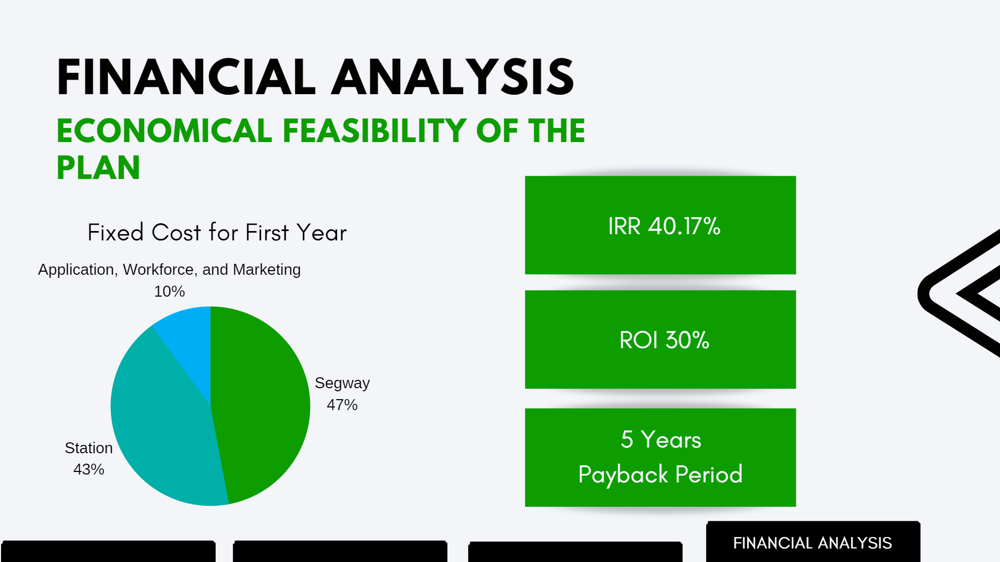 FINANCIAL ANALYSIS
ECONOMICAL FEASIBILITY OF THE
PLAN
Fixed Cost for First Year
Application, Workforce, and Marketing
10%
Segway
47%
Station
43%
IRR 40.17%
ROI 30%
5 Years
Payback Period
FINANCIAL ANALYSIS